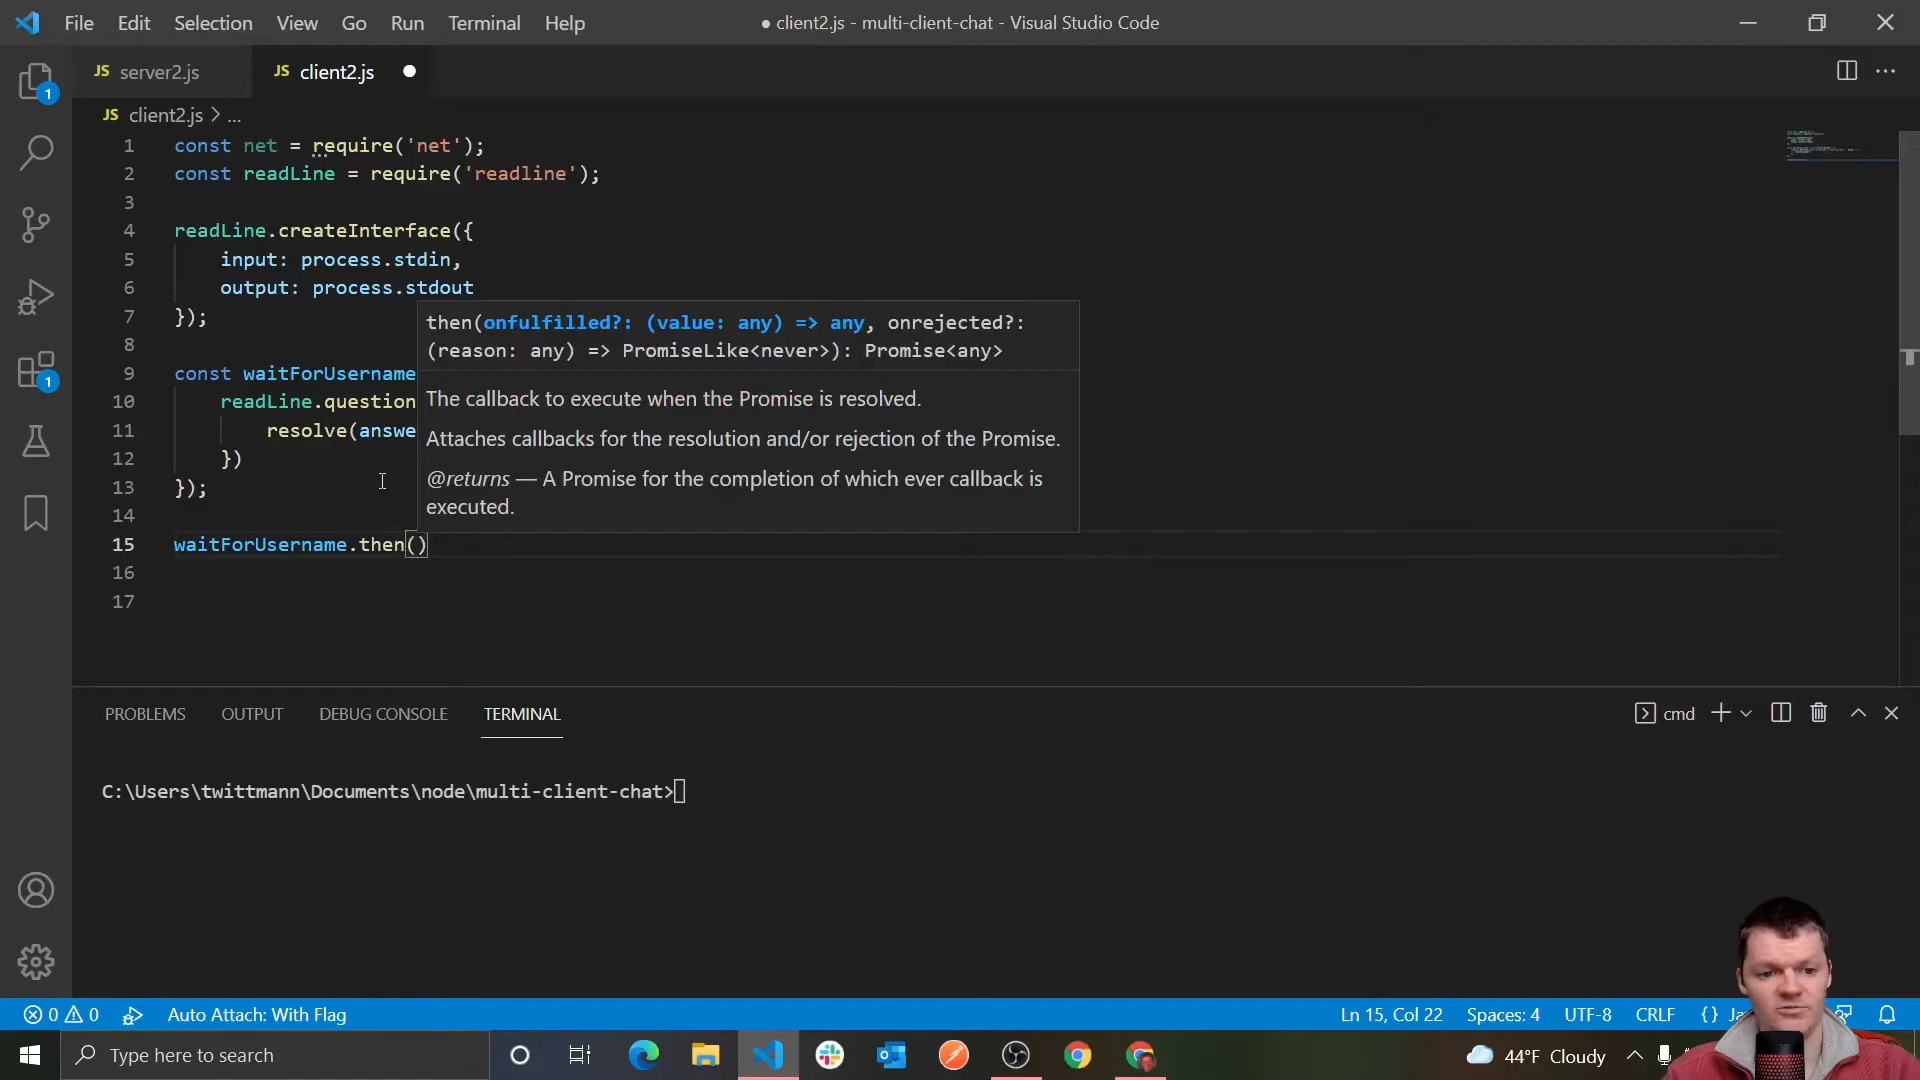 File Edit Selection View Go Run Terminal Help ● client2.js - multi-client-chat - Visual Studio Code
JS server2.js JS client2.js ●
JS client2.js > ...
1 const net = require('net');
2 const readLine = require('readline');
3
4 readLine.createInterface({
5 input: process.stdin,
6 output: process.stdout
7 });
8
9 const waitForUsername
10 readLine.question
11 resolve(answe
12 })
13 });
14
15 waitForUsername.then()
16
17
then(onfulfilled?: (value: any) => any, onrejected?:
(reason: any) => PromiseLike<never>): Promise<any>
The callback to execute when the Promise is resolved.
Attaches callbacks for the resolution and/or rejection of the Promise.
@returns — A Promise for the completion of which ever callback is
executed.
1
1
PROBLEMS OUTPUT DEBUG CONSOLE TERMINAL cmd
C:\Users\twittmann\Documents\node\multi-client-chat>
0 0 Auto Attach: With Flag Ln 15, Col 22 Spaces: 4 UTF-8 CRLF {}
Type here to search 44°F Cloudy